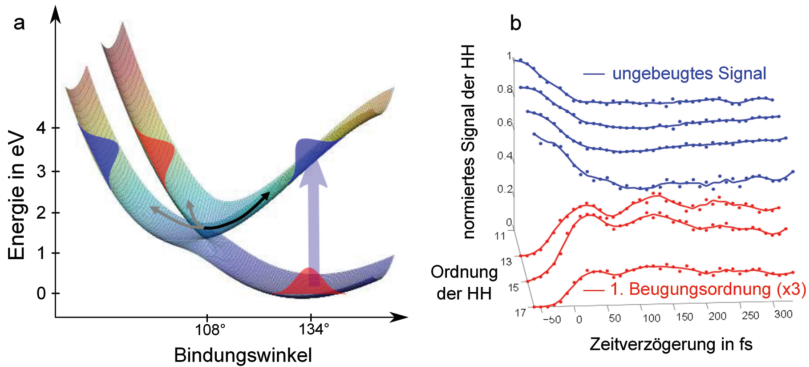 a
Energie in eV
4
3
2
1
0
108°
134°
Bindungswinkel
b
normiertes Signal der HH
1
0.8
0.6
0.4
0.2
0
ungebeugtes Signal
11
13
15
17
Ordnung
der HH
1. Beugungsordnung (x3)
−50
0
50
100
150
200
250
300
Zeitverzögerung in fs